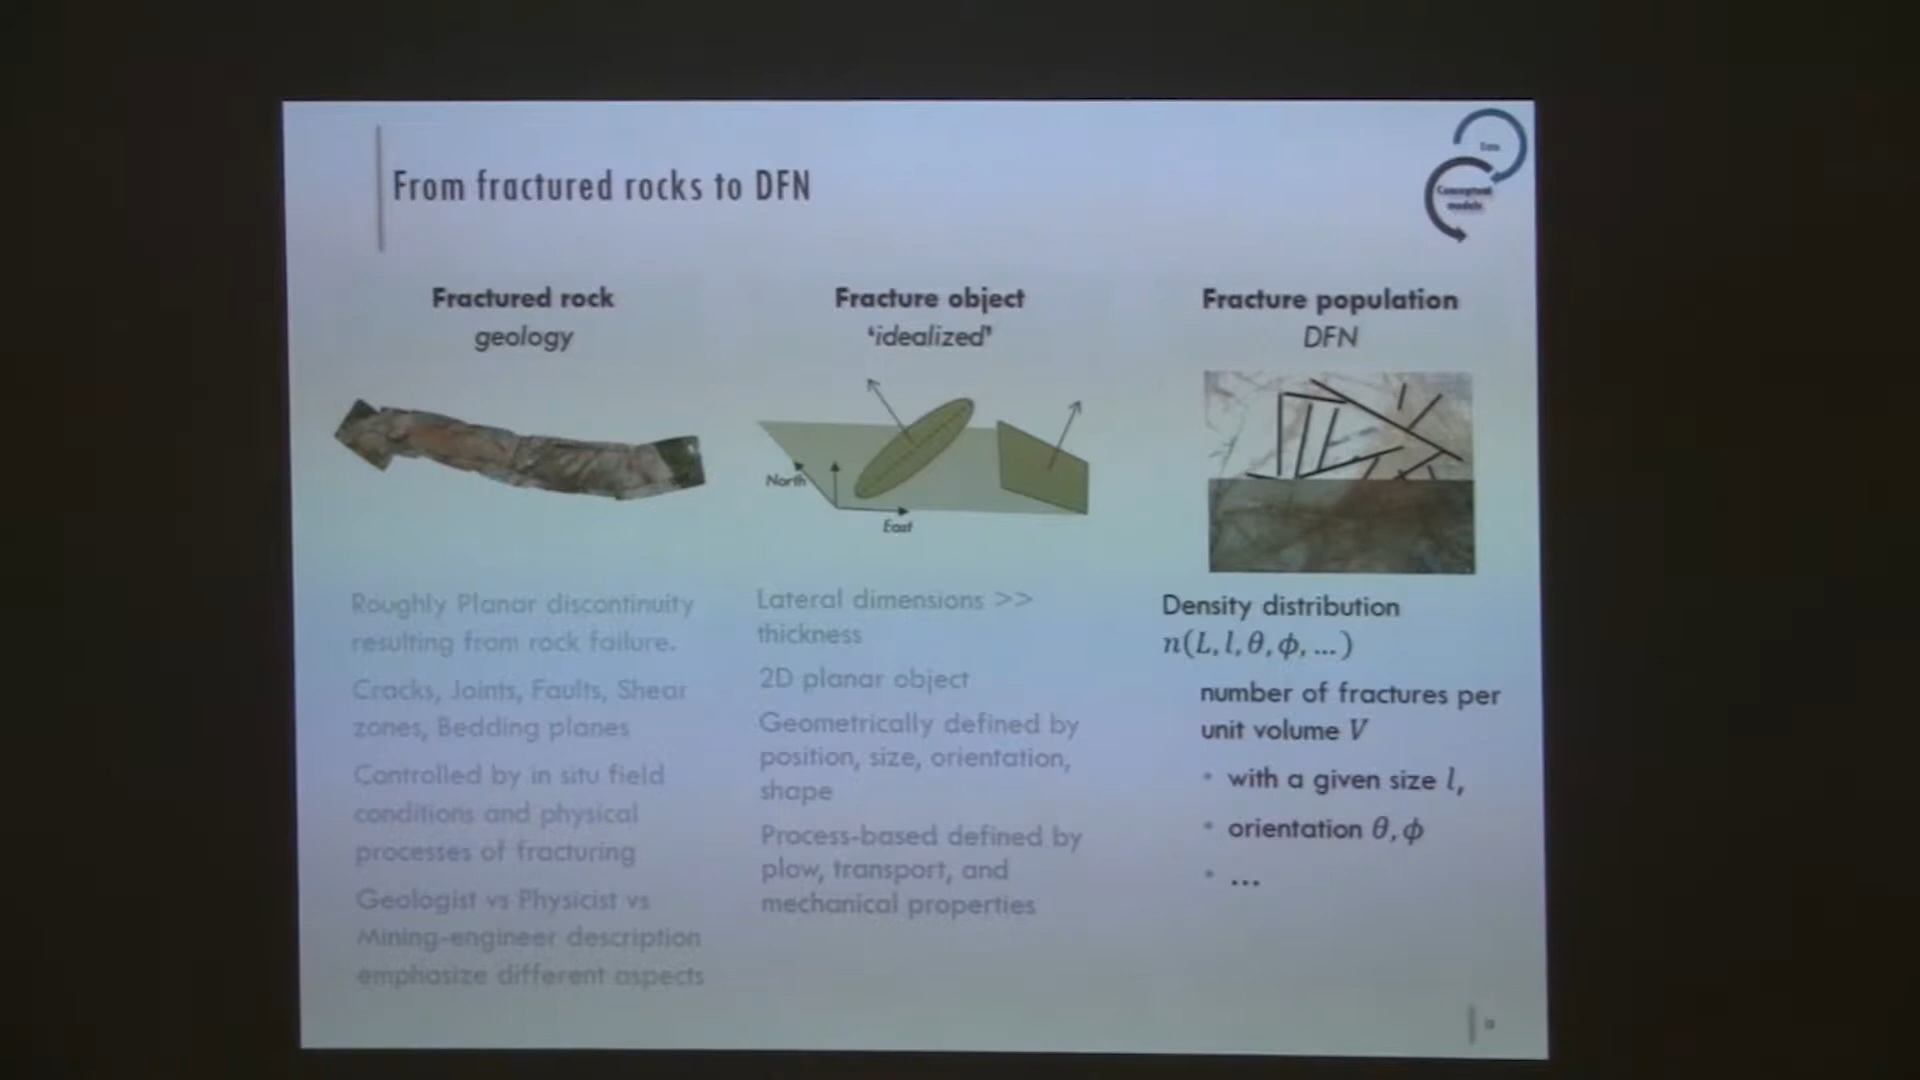 From fractured rocks to DFN
Data
Conceptual
models
Fractured rock
geology
Roughly Planar discontinuity
resulting from rock failure.
Cracks, Joints, Faults, Shear
zones, Bedding planes
Controlled by in situ field
conditions and physical
processes of fracturing
Geologist vs Physicist vs
Mining-engineer description
emphasize different aspects
Fracture object
‘idealized’
North
East
Lateral dimensions >>
thickness
2D planar object
Geometrically defined by
position, size, orientation,
shape
Process-based defined by
plow, transport, and
mechanical properties
Fracture population
DFN
Density distribution
n(L, l, θ, ϕ, ...)
number of fractures per
unit volume V
• with a given size l,
• orientation θ, ϕ
• ...